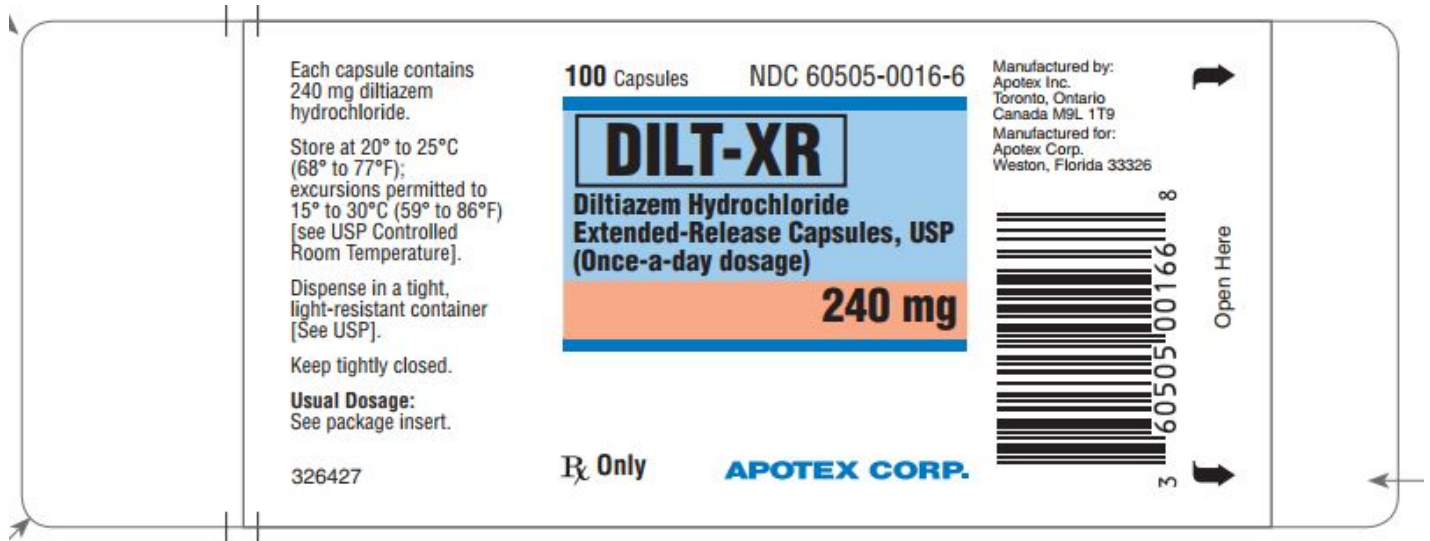 Each capsule contains
240 mg diltiazem
hydrochloride.
Store at 20° to 25°C
(68° to 77°F);
excursions permitted to
15° to 30°C (59° to 86°F)
[see USP Controlled
Room Temperature].
Dispense in a tight,
light-resistant container
[See USP].
Keep tightly closed.
Usual Dosage:
See package insert.
326427
100 Capsules NDC 60505-0016-6
DILT-XR
Diltiazem Hydrochloride
Extended-Release Capsules, USP
(Once-a-day dosage)
240 mg
℞ Only
APOTEX CORP.
Manufactured by:
Apotex Inc.
Toronto, Ontario
Canada M9L 1T9
Manufactured for:
Apotex Corp.
Weston, Florida 33326
3 60505 00166 8
Open Here